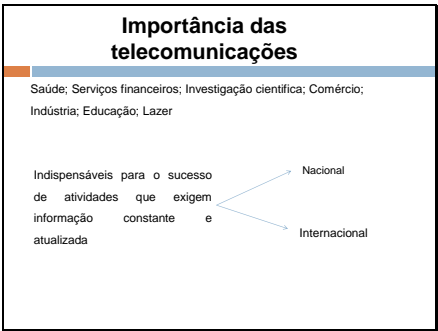 Importância das
telecomunicações
Saúde; Serviços financeiros; Investigação cientifica; Comércio;
Indústria; Educação; Lazer
Indispensáveis para o sucesso
de atividades que exigem
informação constante e
atualizada
Nacional
Internacional